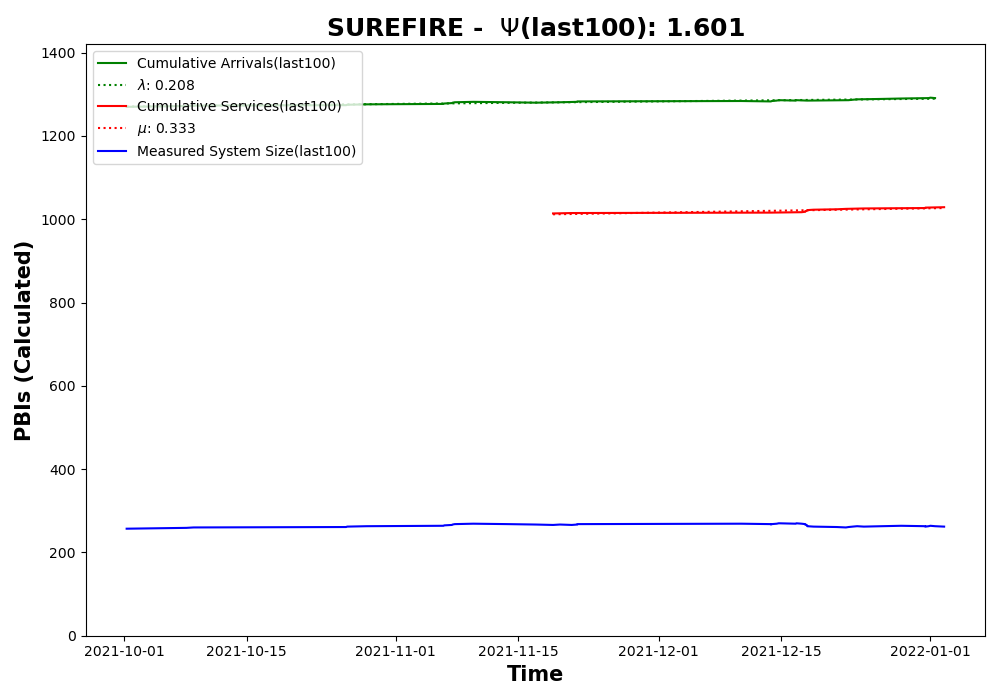 SUREFIRE - Ψ(last100): 1.601
PBIs (Calculated)
1400
1200
1000
800
600
400
200
0
Cumulative Arrivals(last100)
λ: 0.208
Cumulative Services(last100)
μ: 0.333
Measured System Size(last100)
2021-10-01 2021-10-15 2021-11-01 2021-11-15 2021-12-01 2021-12-15 2022-01-01
Time